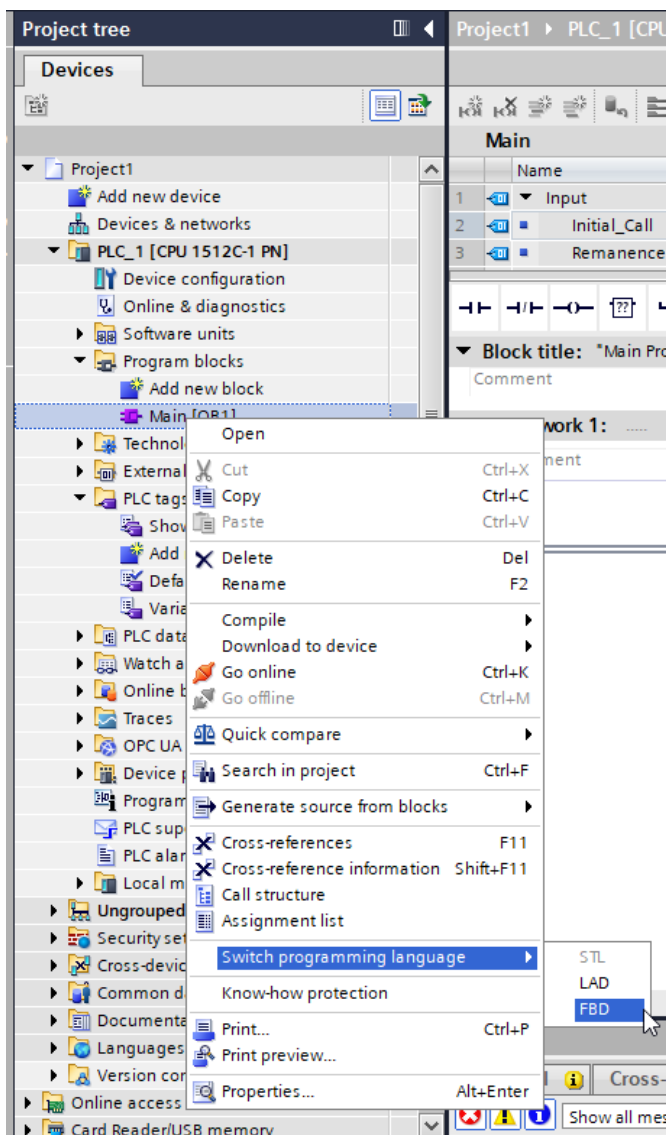 Project tree
Project1 PLC_1 [CPU
Devices
Main
Name
Project1
Add new device
1 Input
Devices & networks
2 Initial_Call
PLC_1 [CPU 1512C-1 PN]
3 Remanence
Device configuration
Online & diagnostics
??
Software units
Program blocks
Block title: "Main Pro
Add new block
Comment
Main [OB1]
Open
work 1: .....
Technol
ment
External
Cut Ctrl+X
PLC tags
Copy Ctrl+C
Show
Paste Ctrl+V
Add
Delete Del
Defa
Rename F2
Varia
Compile
PLC data
Download to device
Watch a
Go online Ctrl+K
Online b
Go offline Ctrl+M
Traces
Quick compare
OPC UA
Device p
Search in project Ctrl+F
Program
Generate source from blocks
PLC sup
Cross-references F11
PLC alar
Cross-reference information Shift+F11
Local m
Call structure
Ungrouped
Assignment list
Security set
Switch programming language
STL
Cross-devic
LAD
Common d
Know-how protection
FBD
Documenta
Print... Ctrl+P
Languages
Print preview...
Version con
Properties... Alt+Enter
Cross-
Online access
Show all mes
Card Reader/USB memory